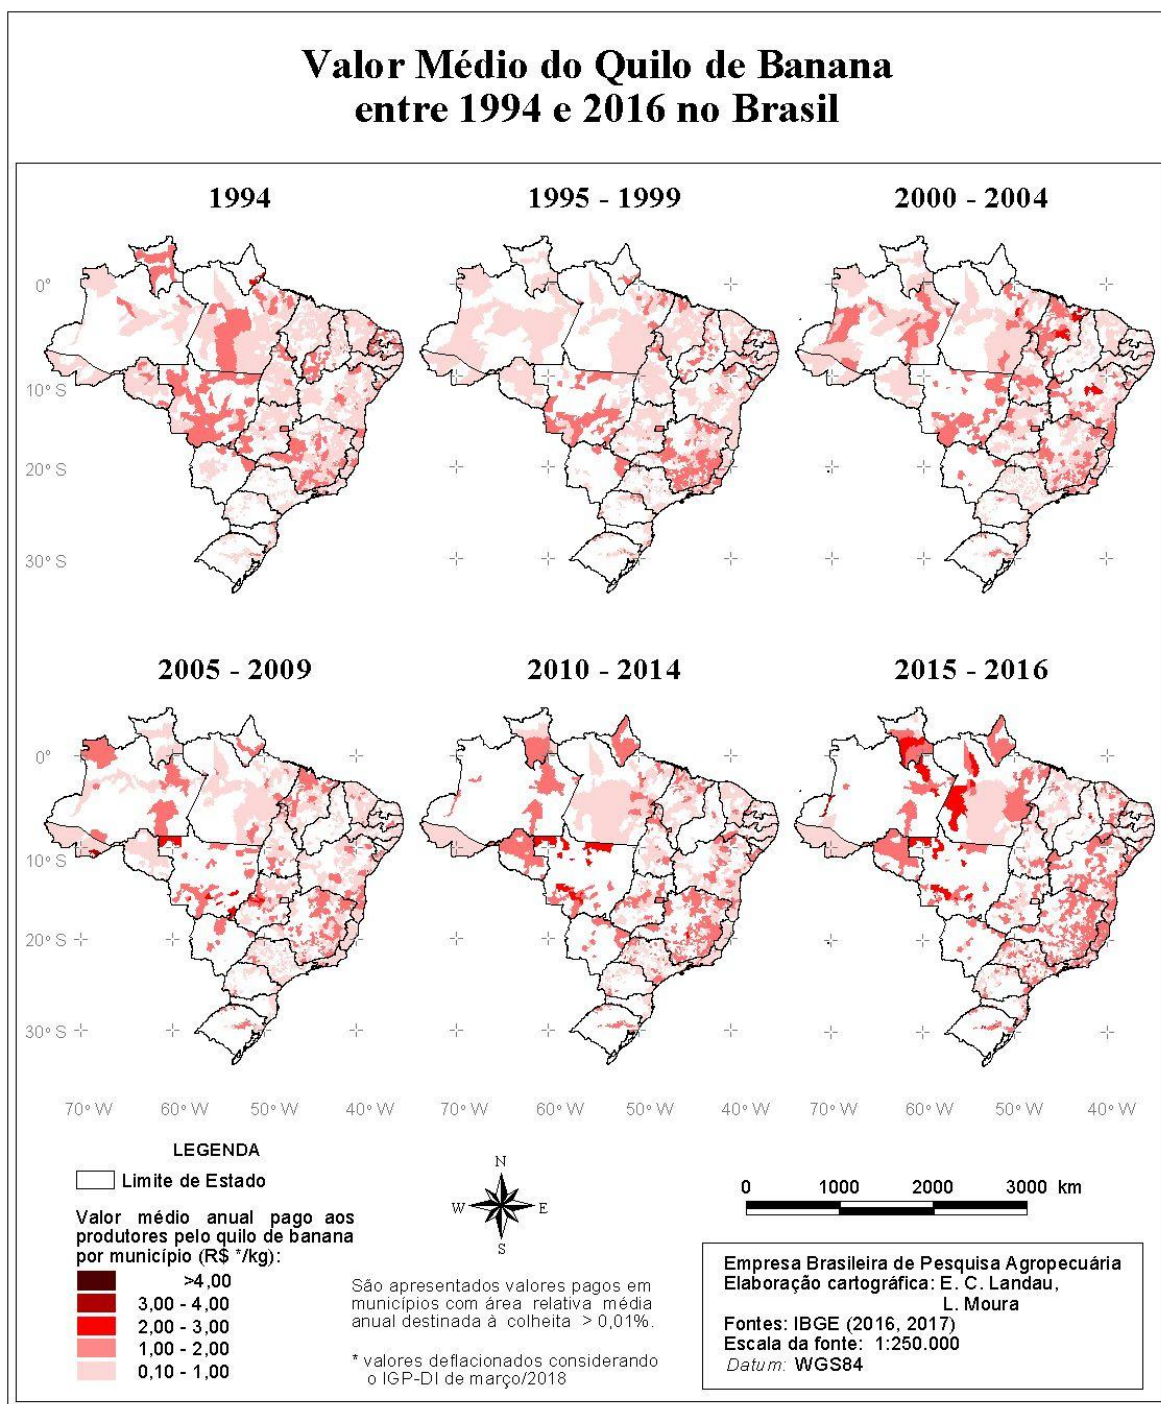 Valor Médio do Quilo de Banana
entre 1994 e 2016 no Brasil
1994
1995 - 1999
2000 - 2004
0°
10° S
20° S
30° S
2005 - 2009
2010 - 2014
2015 - 2016
0°
10° S
20° S
30° S
70° W 60° W 50° W 40° W
70° W 60° W 50° W 40° W
70° W 60° W 50° W 40° W
LEGENDA
Limite de Estado
Valor médio anual pago aos
produtores pelo quilo de banana
por município (R$ */kg):
>4,00
3,00 - 4,00
2,00 - 3,00
1,00 - 2,00
0,10 - 1,00
N
W E
S
São apresentados valores pagos em
municípios com área relativa média
anual destinada à colheita > 0,01%.
* valores deflacionados considerando
o IGP-DI de março/2018
0 1000 2000 3000 km
Empresa Brasileira de Pesquisa Agropecuária
Elaboração cartográfica: E. C. Landau,
L. Moura
Fontes: IBGE (2016, 2017)
Escala da fonte: 1:250.000
Datum: WGS84